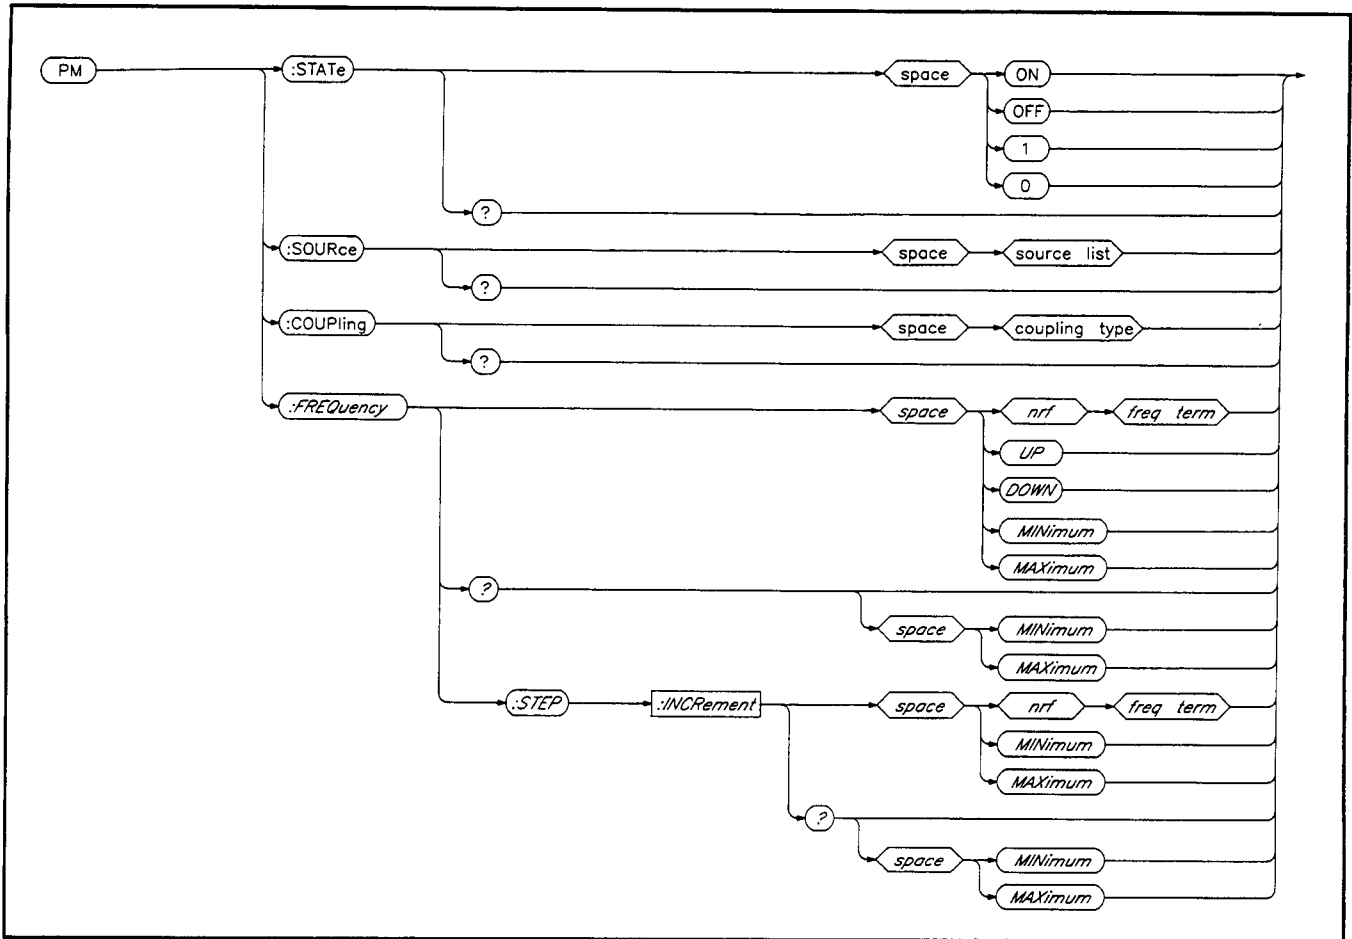 PM :STATe space ON
OFF
1
0
?
:SOURce space source list
?
:COUPling space coupling type
?
:FREQuency space nrf freq term
UP
DOWN
MINimum
MAXimum
?
space MINimum
MAXimum
:STEP :INCRement space nrf freq term
MINimum
MAXimum
?
space MINimum
MAXimum